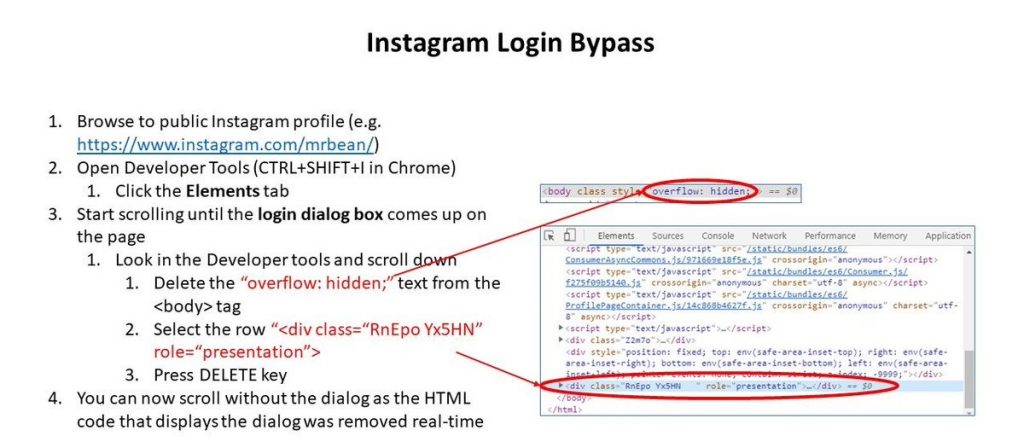 Instagram Login Bypass
1. Browse to public Instagram profile (e.g.
https://www.instagram.com/mrbean/)
2. Open Developer Tools (CTRL+SHIFT+I in Chrome)
1. Click the Elements tab
3. Start scrolling until the login dialog box comes up on
the page
1. Look in the Developer tools and scroll down
1. Delete the “overflow: hidden;” text from the
<body> tag
2. Select the row “<div class=“RnEpo Yx5HN”
role=“presentation”>
3. Press DELETE key
4. You can now scroll without the dialog as the HTML
code that displays the dialog was removed real-time
<body class style overflow: hidden; > == $0
Elements Sources Console Network Performance Memory Application
<script type="text/javascript" src="/static/bundles/es6/
ConsumerAsyncCommons.js/971669e18f5e.js" crossorigin="anonymous"></script>
<script type="text/javascript" src="/static/bundles/es6/Consumer.js/
f275f09b5140.js" crossorigin="anonymous" charset="utf-8" async></script>
<script type="text/javascript" src="/static/bundles/es6/
ProfilePageContainer.js/14c868b4627f.js" crossorigin="anonymous" charset="utf-
8" async></script>
<script type="text/javascript">…</script>
<div class="Z2m7o">…</div>
<div style="position: fixed; top: env(safe-area-inset-top); right: env(safe-
area-inset-right); bottom: env(safe-area-inset-bottom); left: env(safe-area-
-9999;"></div>
<div class="RnEpo Yx5HN " role="presentation">…</div> == $0
</body>
</html>